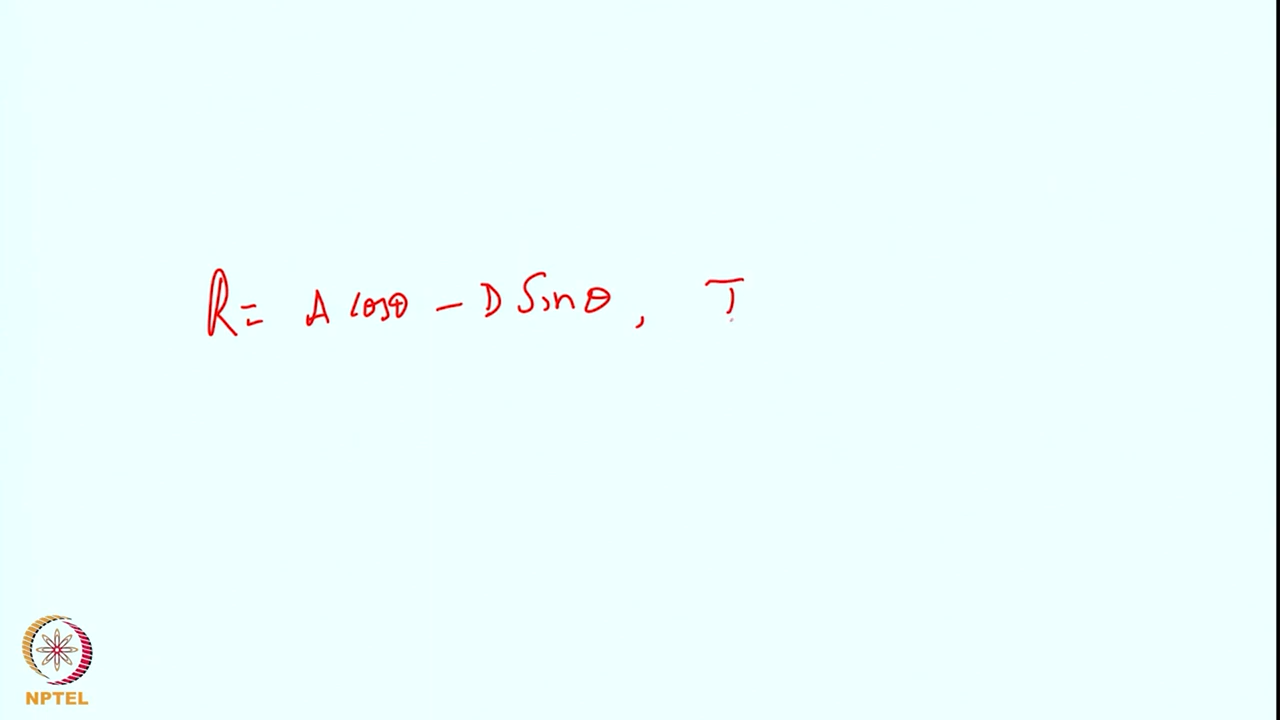 R = A cosθ - D Sinθ , T
NPTEL